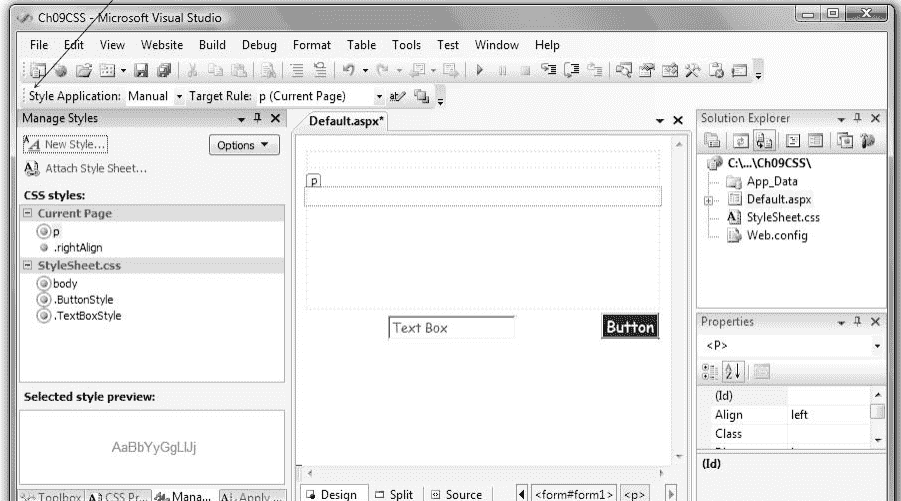 Ch09CSS - Microsoft Visual Studio
File Edit View Website Build Debug Format Table Tools Test Window Help
Style Application: Manual Target Rule: p (Current Page)
Manage Styles
New Style...
Options
Attach Style Sheet...
CSS styles:
Current Page
p
.rightAlign
StyleSheet.css
body
.ButtonStyle
.TextBoxStyle
Selected style preview:
AaBbYyGgLlJj
Toolbox CSS Pr... Mana... Apply...
Default.aspx*
p
Text Box
Button
Design Split Source <form#form1> <p>
Solution Explorer
C:\...\Ch09CSS\
App_Data
Default.aspx
StyleSheet.css
Web.config
Properties
<P>
(Id)
Align left
Class
(Id)